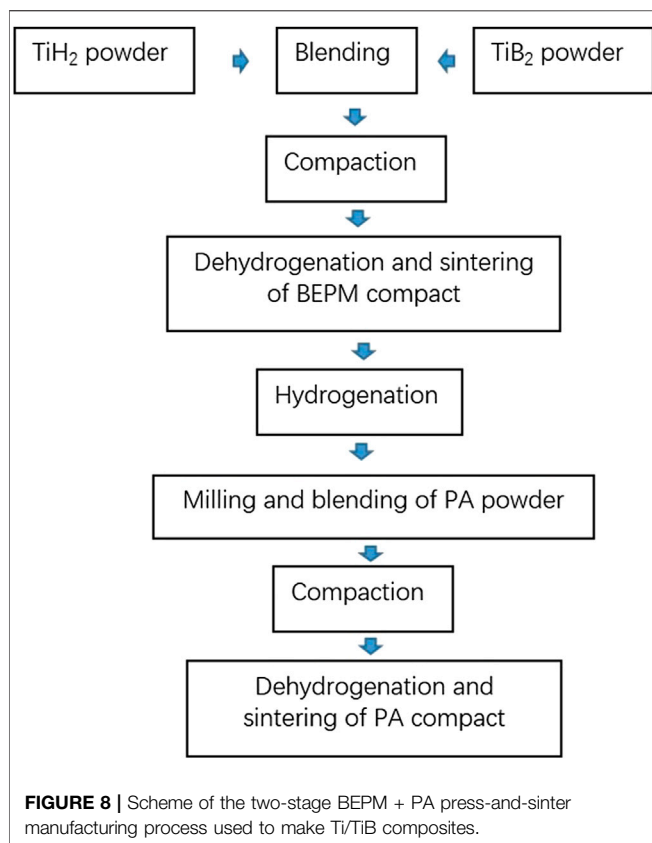 TiH₂ powder
Blending
TiB₂ powder
Compaction
Dehydrogenation and sintering
of BEPM compact
Hydrogenation
Milling and blending of PA powder
Compaction
Dehydrogenation and
sintering of PA compact
FIGURE 8 | Scheme of the two-stage BEPM + PA press-and-sinter
manufacturing process used to make Ti/TiB composites.